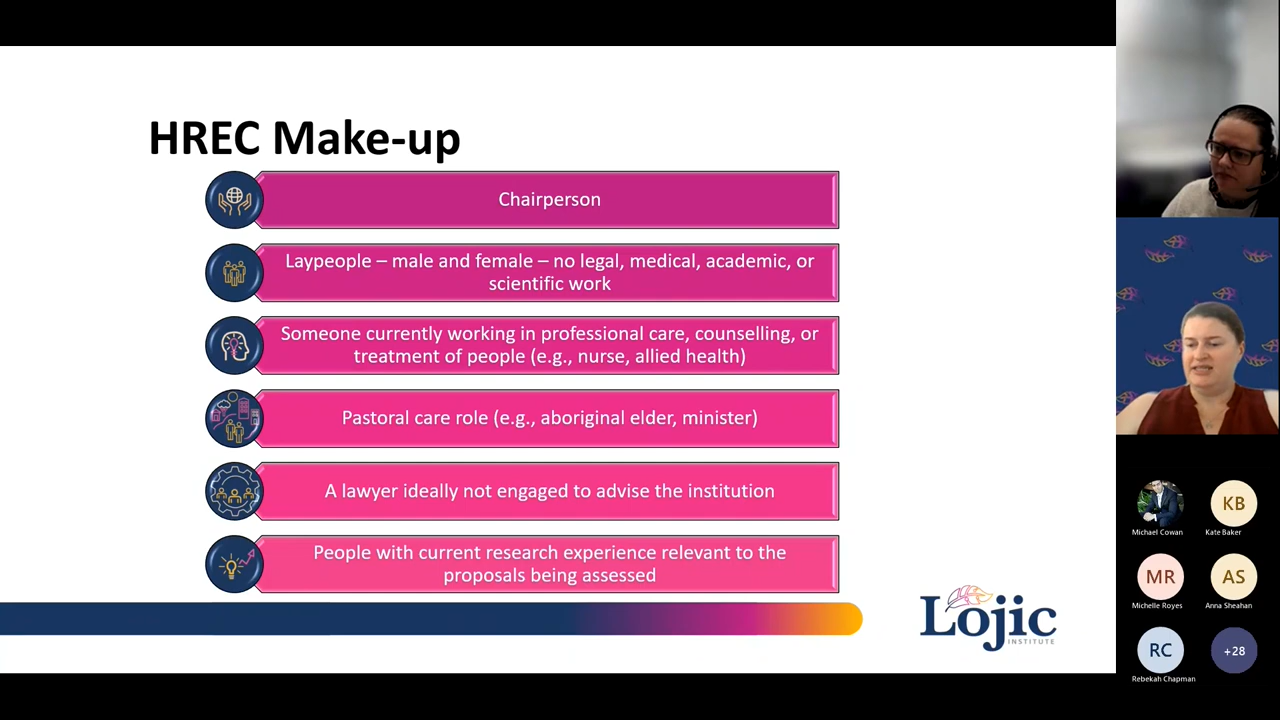 HREC Make-up
Chairperson
Laypeople – male and female – no legal, medical, academic, or
scientific work
Someone currently working in professional care, counselling, or
treatment of people (e.g., nurse, allied health)
Pastoral care role (e.g., aboriginal elder, minister)
A lawyer ideally not engaged to advise the institution
People with current research experience relevant to the
proposals being assessed
Lojic
INSTITUTE
Michael Cowan
KB
Kate Baker
MR
Michelle Royes
AS
Anna Sheahan
RC
Rebekah Chapman
+28